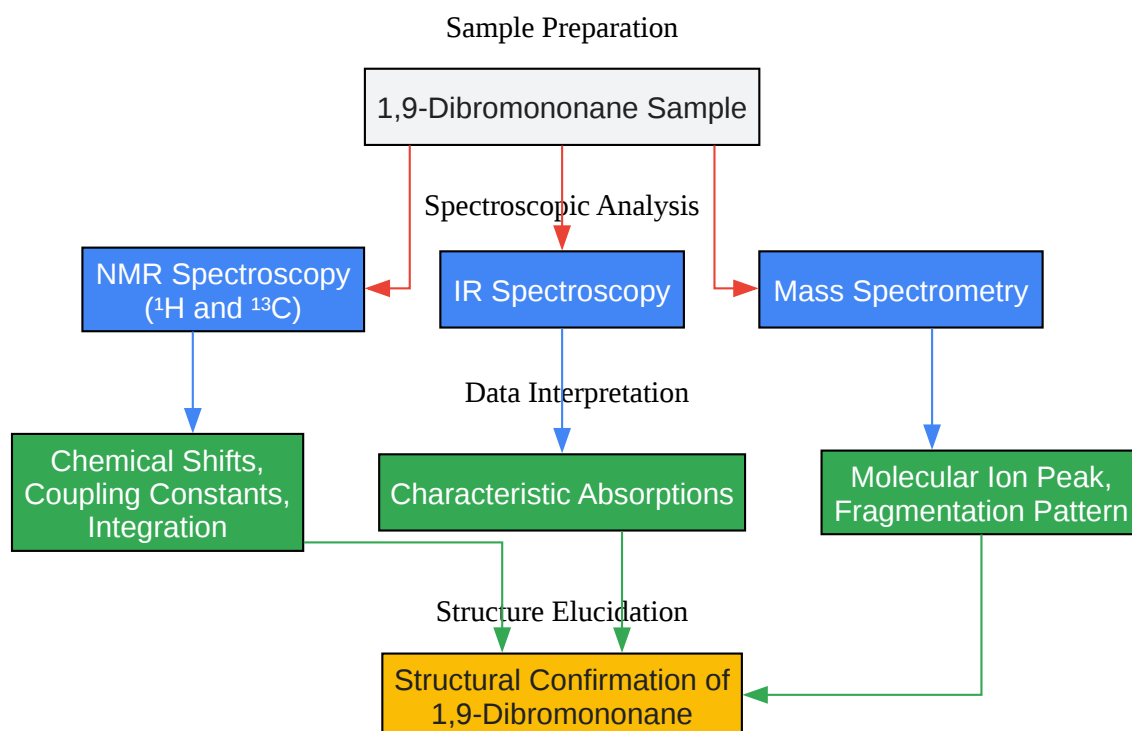 Sample Preparation
1,9-Dibromononane Sample
Spectroscopic Analysis
NMR Spectroscopy
(¹H and ¹³C)
IR Spectroscopy
Mass Spectrometry
Data Interpretation
Chemical Shifts,
Coupling Constants,
Integration
Characteristic Absorptions
Molecular Ion Peak,
Fragmentation Pattern
Structure Elucidation
Structural Confirmation of
1,9-Dibromononane